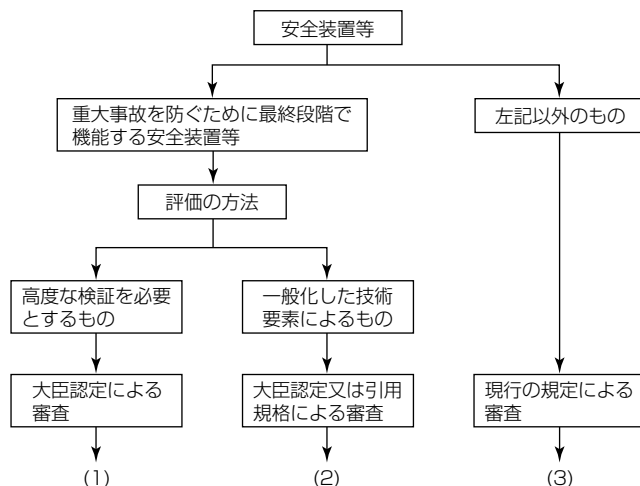 安全装置等
重大事故を防ぐために最終段階で
機能する安全装置等
左記以外のもの
評価の方法
高度な検証を必要
とするもの
一般化した技術
要素によるもの
大臣認定による
審査
大臣認定又は引用
規格による審査
現行の規定による
審査
(1)
(2)
(3)